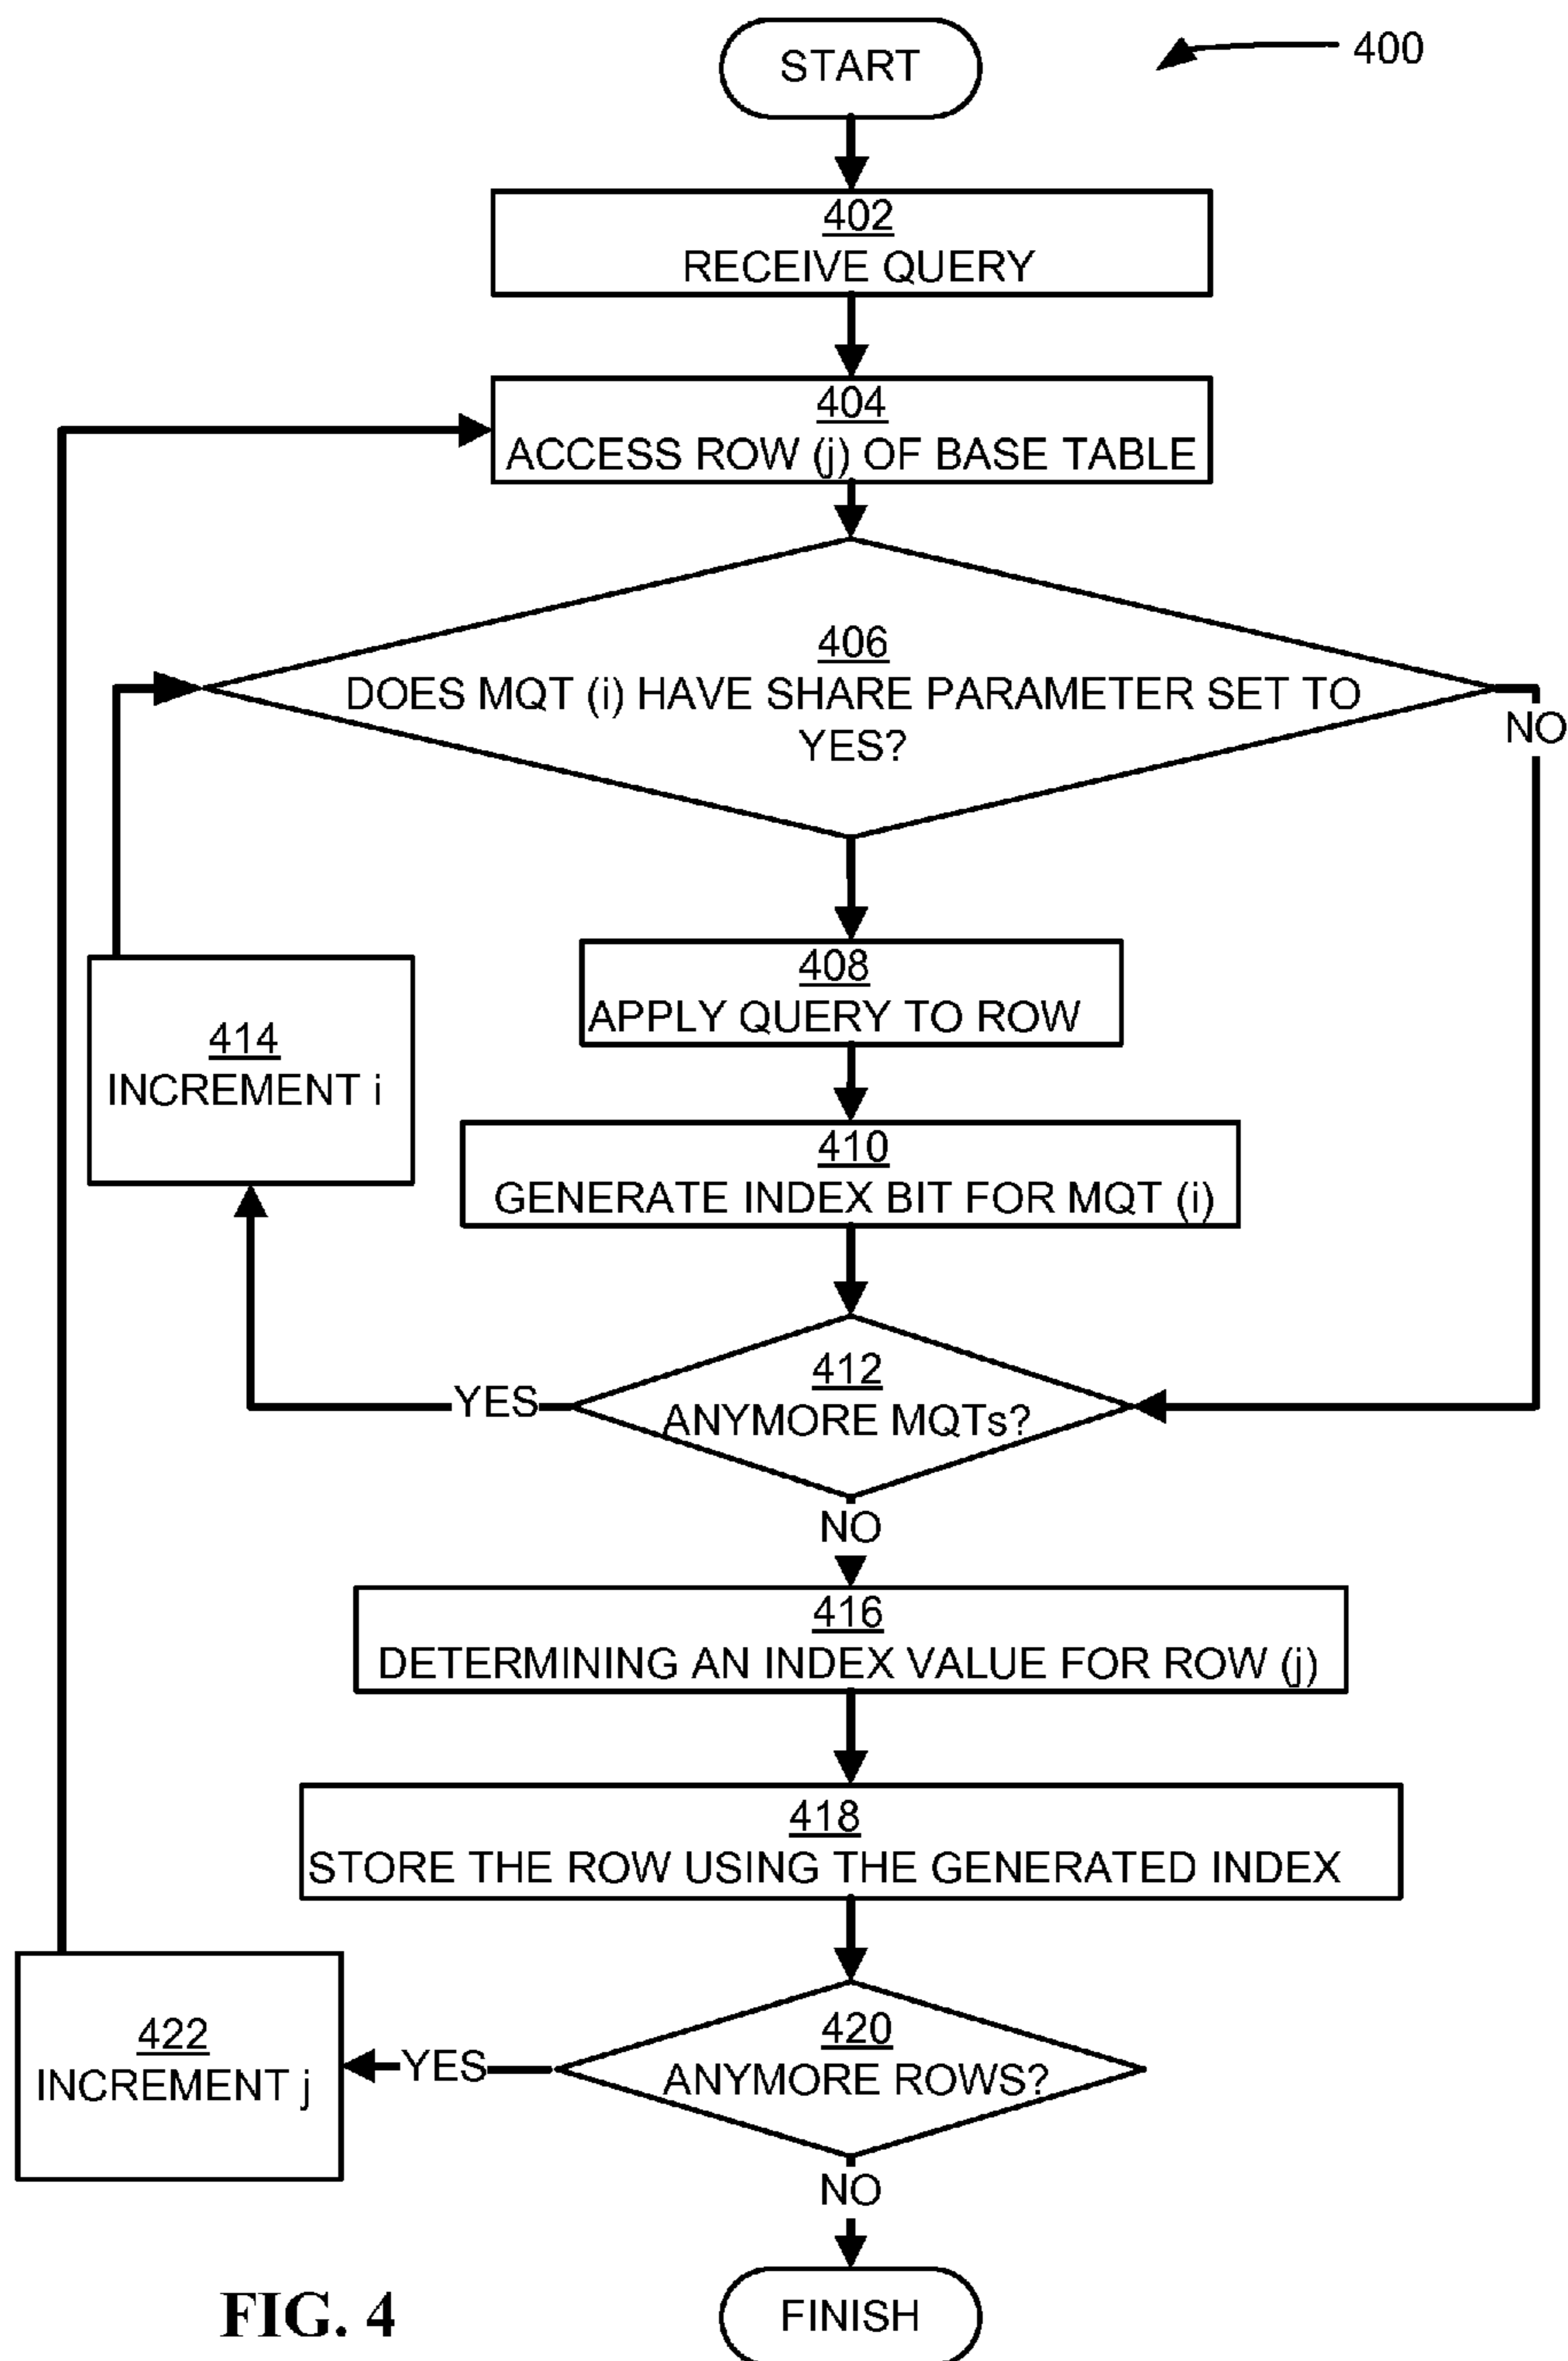 START
400
402
RECEIVE QUERY
404
ACCESS ROW (j) OF BASE TABLE
406
DOES MQT (i) HAVE SHARE PARAMETER SET TO
YES?
NO
408
APPLY QUERY TO ROW
414
INCREMENT i
410
GENERATE INDEX BIT FOR MQT (i)
412
ANYMORE MQTs?
YES
NO
416
DETERMINING AN INDEX VALUE FOR ROW (j)
418
STORE THE ROW USING THE GENERATED INDEX
420
ANYMORE ROWS?
YES
422
INCREMENT j
NO
FINISH
FIG. 4